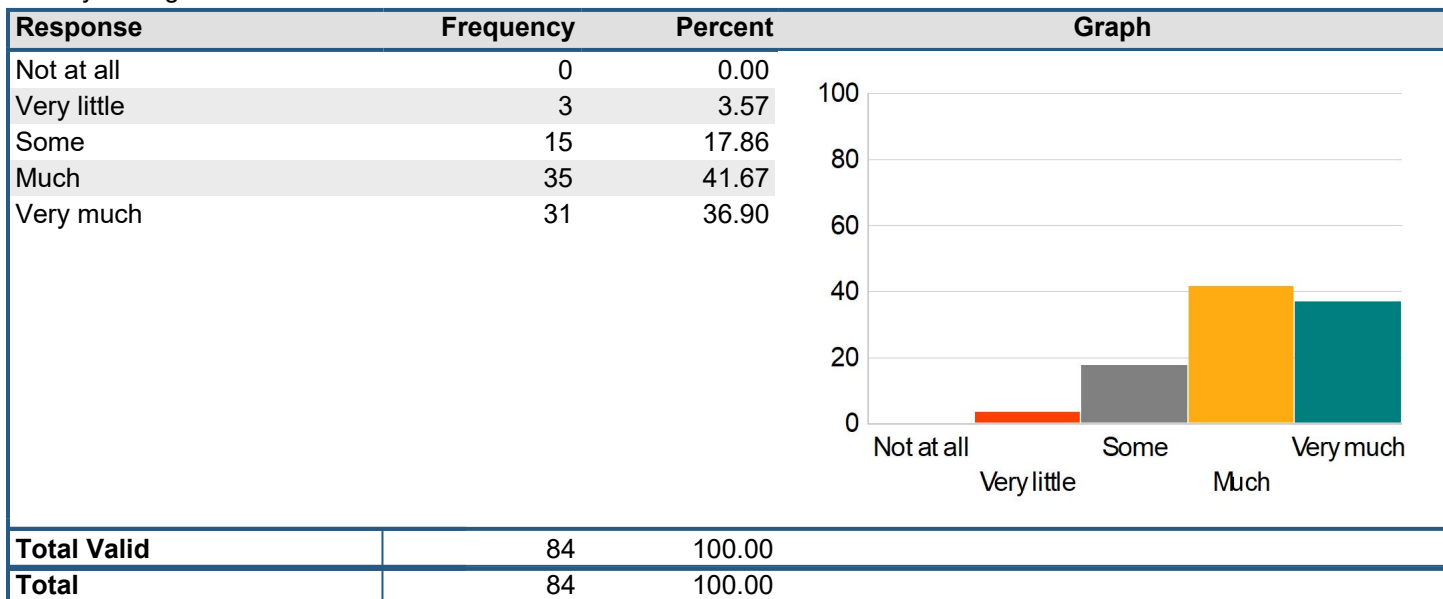 Response Frequency Percent Graph
Not at all 0 0.00
Very little 3 3.57
Some 15 17.86
Much 35 41.67
Very much 31 36.90
100
80
60
40
20
0
Not at all Some Very much
Very little Much
Total Valid 84 100.00
Total 84 100.00